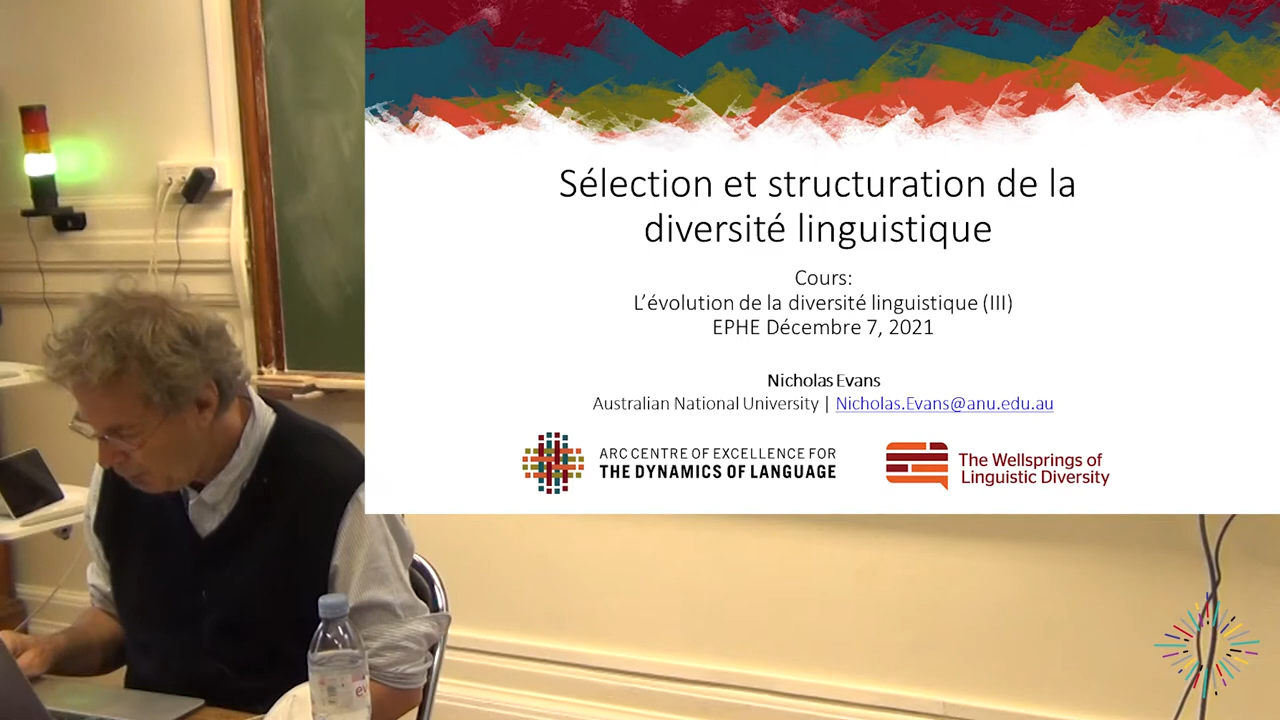 Sélection et structuration de la
diversité linguistique
Cours:
L'évolution de la diversité linguistique (III)
EPHE Décembre 7, 2021
Nicholas Evans
Australian National University | Nicholas.Evans@anu.edu.au
ARC CENTRE OF EXCELLENCE FOR
THE DYNAMICS OF LANGUAGE
The Wellsprings of
Linguistic Diversity